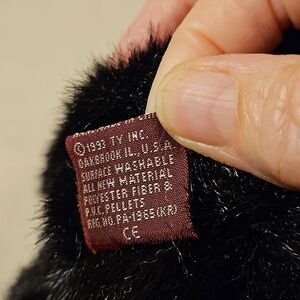 © 1993 TY INC.
OAKBROOK IL, U.S.A.
SURFACE WASHABLE
ALL NEW MATERIAL
POLYESTER FIBER &
P.V.C. PELLETS
REG. NO. PA-1965(KR)
CE